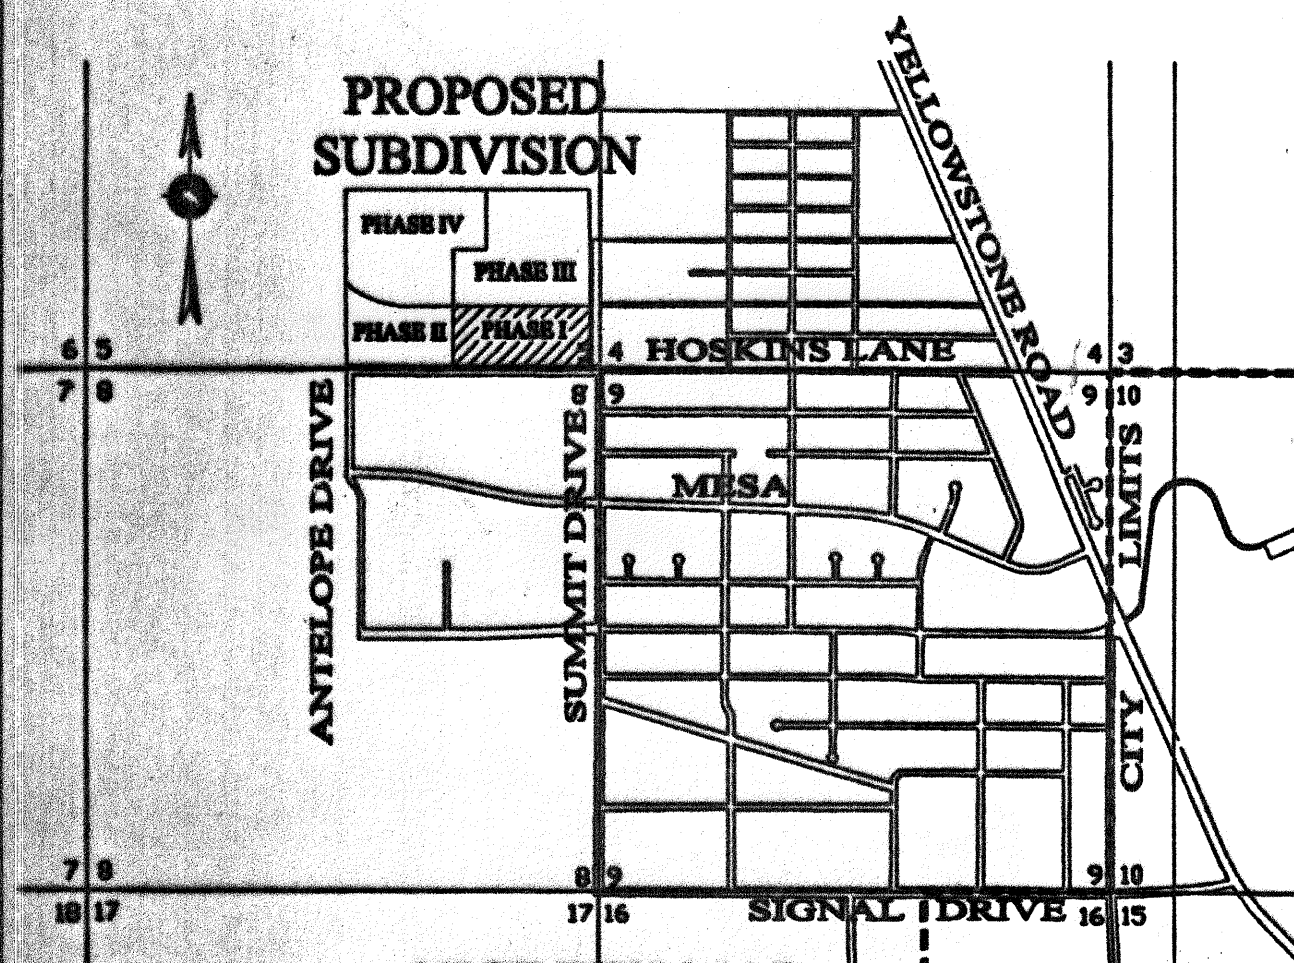 YELLOWSTONE ROAD
PROPOSED
SUBDIVISION
PHASE IV
PHASE III
PHASE II
PHASE I
6 5
5 4
HOSKINS LANE
4 3
7 8
8 9
9 10
ANTELOPE DRIVE
SUMMIT DRIVE
MESA
CITY LIMITS
7 8
8 9
9 10
18 17
17 16
SIGNAL DRIVE
16 15